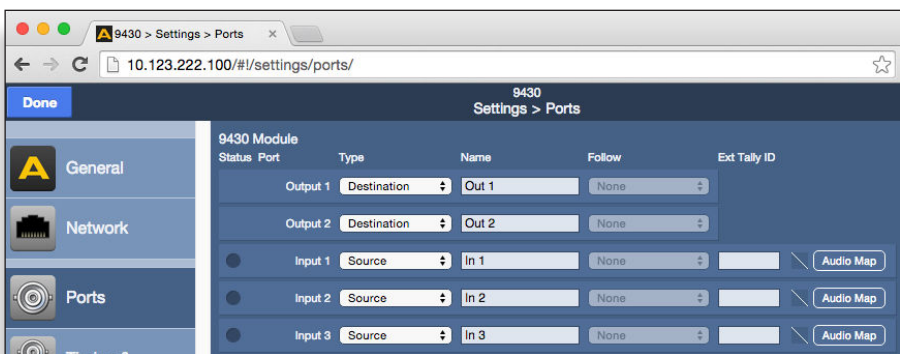 9430 > Settings > Ports
10.123.222.100/#!/settings/ports/
Done
9430
Settings > Ports
General
Network
Ports
9430 Module
Status Port Type Name Follow Ext Tally ID
Output 1 Destination Out 1 None
Output 2 Destination Out 2 None
Input 1 Source In 1 None Audio Map
Input 2 Source In 2 None Audio Map
Input 3 Source In 3 None Audio Map